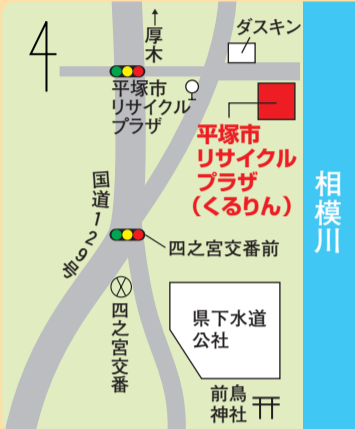 ↑
厚木
ダスキン
平塚市
リサイクル
プラザ
平塚市
リサイクル
プラザ
(くるりん)
相模川
国道129号
四之宮交番前
四之宮交番
県下水道
公社
前鳥
神社